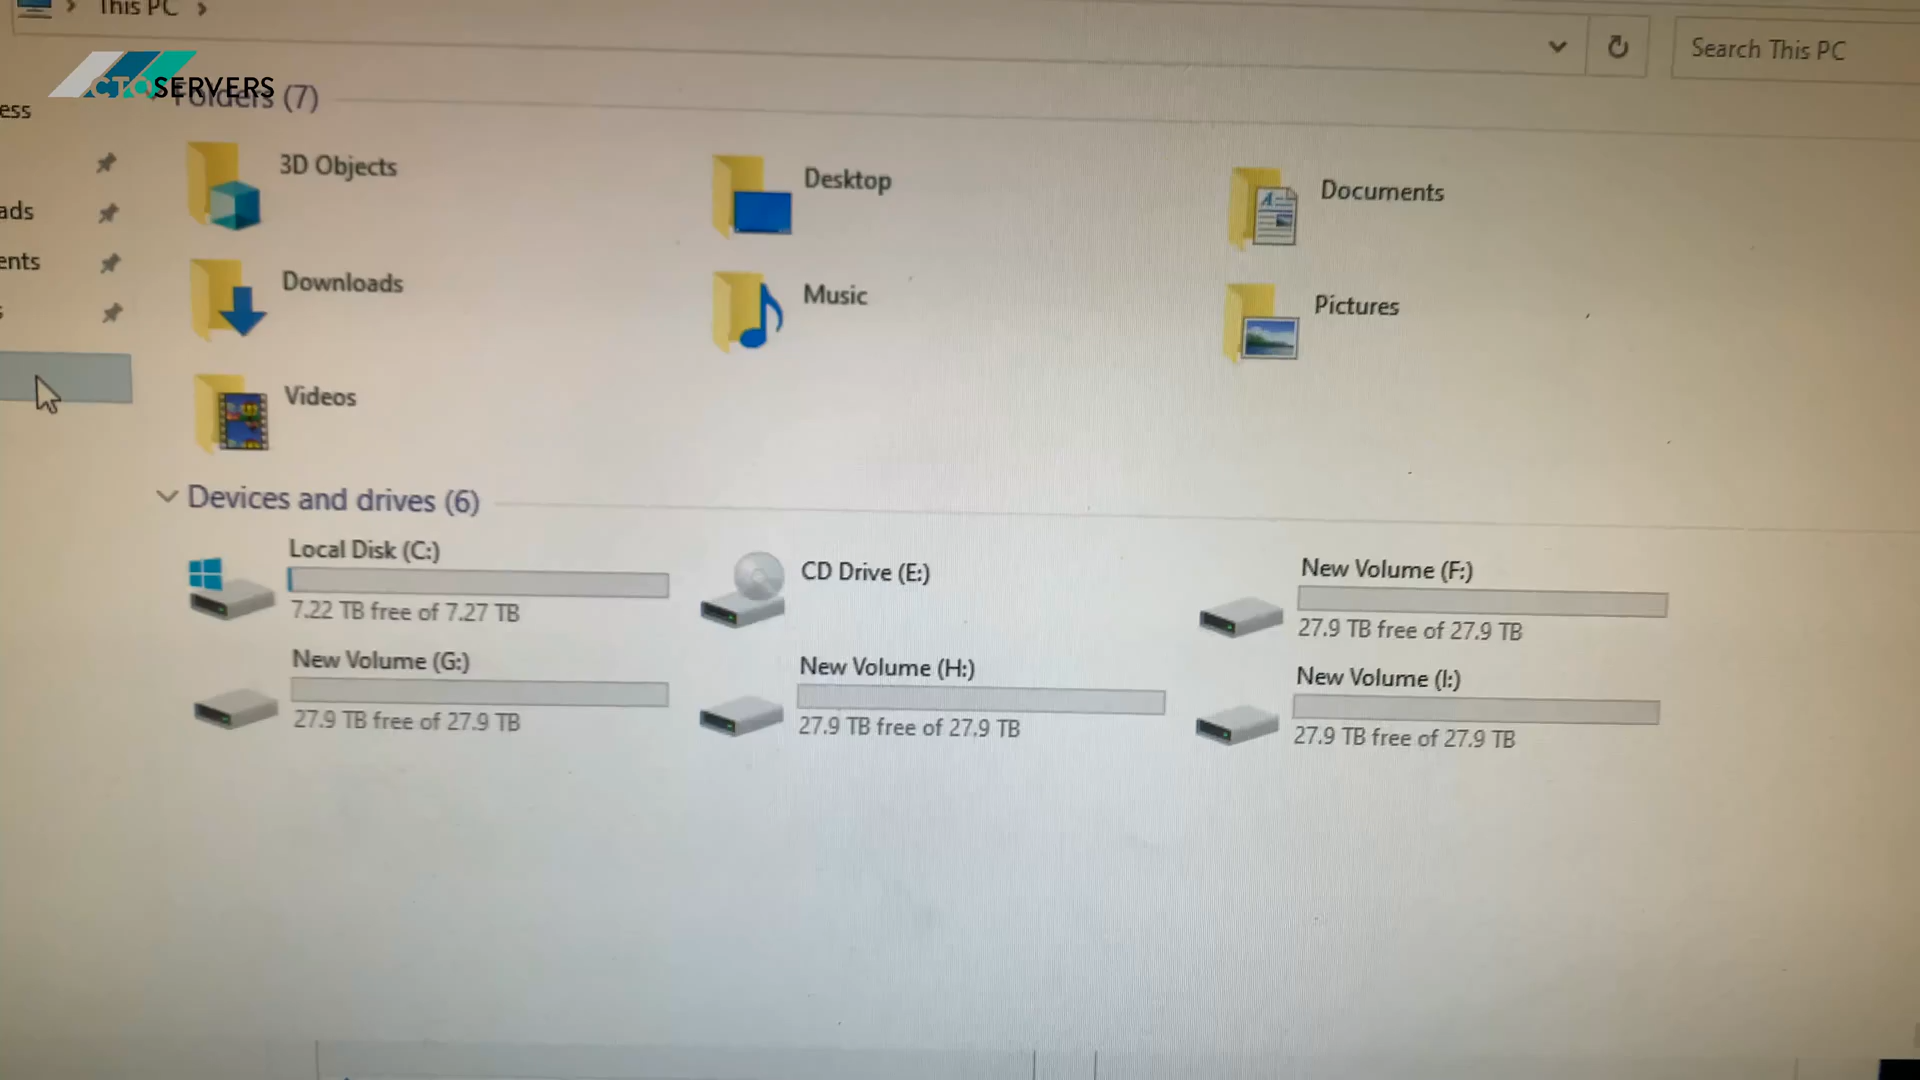 This PC
Search This PC
CTOSERVERS
Folders (7)
ess
3D Objects
Desktop
Documents
ads
ents
Downloads
Music
Pictures
s
Videos
Devices and drives (6)
Local Disk (C:)
7.22 TB free of 7.27 TB
CD Drive (E:)
New Volume (F:)
27.9 TB free of 27.9 TB
New Volume (G:)
27.9 TB free of 27.9 TB
New Volume (H:)
27.9 TB free of 27.9 TB
New Volume (I:)
27.9 TB free of 27.9 TB